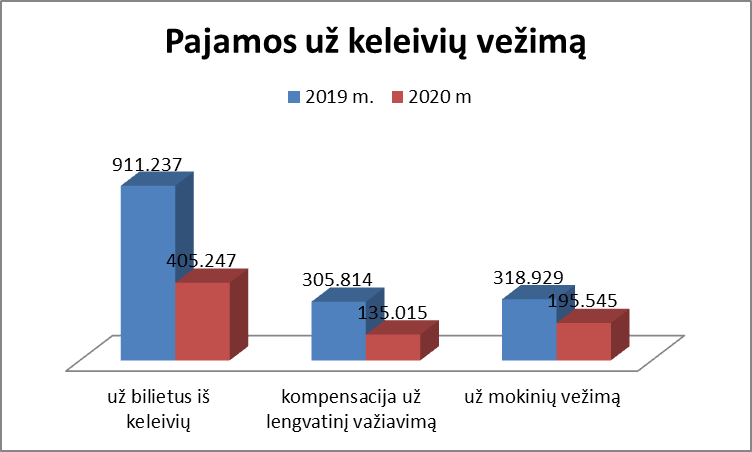 Pajamos už keleivių vežimą
2019 m. 2020 m
911.237
405.247
305.814
135.015
318.929
195.545
už bilietus iš
keleivių
kompensacija už
lengvatinį važiavimą
už mokinių vežimą